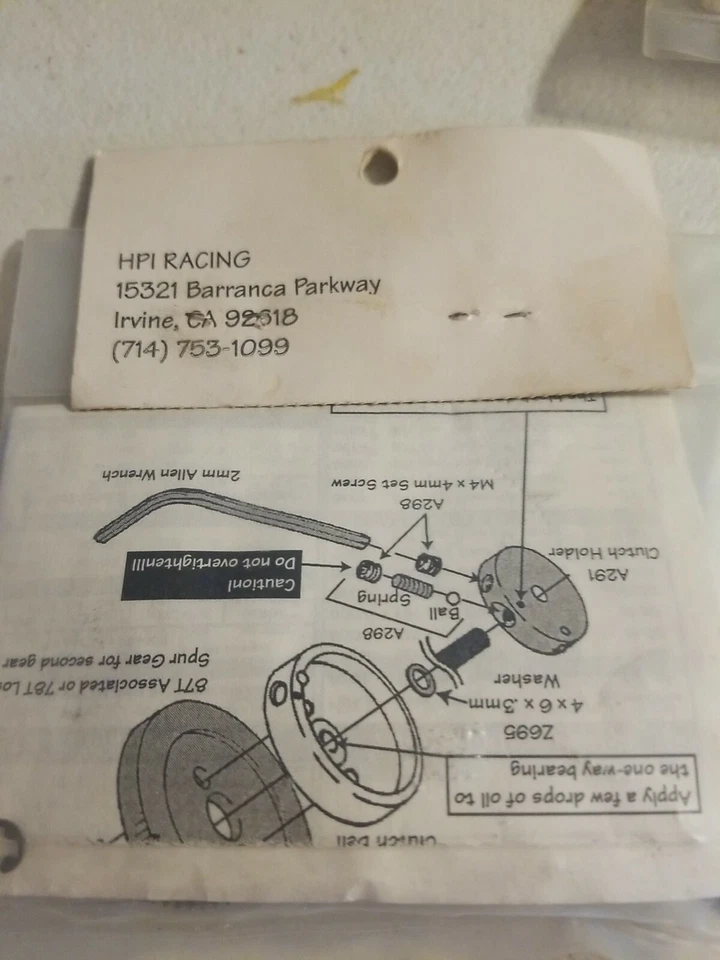 HPI RACING
15321 Barranca Parkway
Irvine, CA 92618
(714) 753-1099
Apply a few drops of oil to
the one-way bearing
Z695
4 x 6 x .3mm
Washer
87T Associated or 78T
Spur Gear for second gear
A298
Ball
Spring
A291
Clutch Holder
Caution!
Do not overtighten!!!
A298
M4 x 4mm Set Screw
2mm Allen Wrench